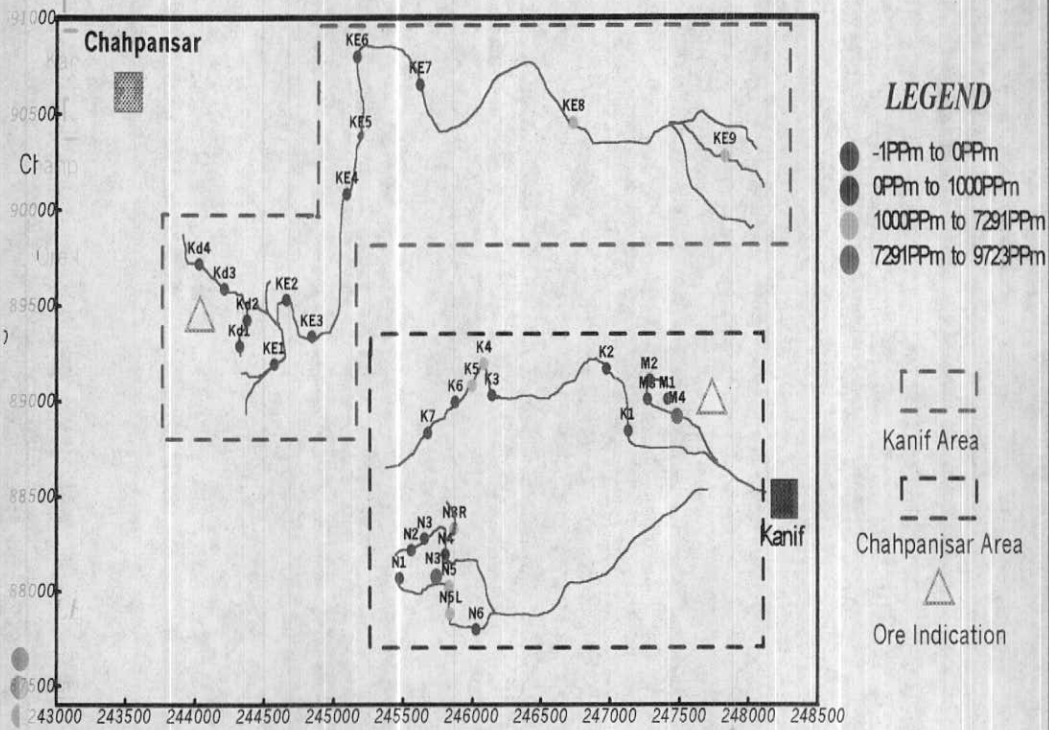 91000
Chahpansar
KE6
KE7
LEGEND
90500
KE8
KE5
KE9
-1PPm to 0PPm
KE4
0PPm to 1000PPm
90000
1000PPm to 7291PPm
Kd4
7291PPm to 9723PPm
Kd3
KE2
89500
Kd2
Kd1
KE3
KE1
K4
K2
M2
K5
K6
K3
M3 M1
89000
M4
K7
K1
Kanif Area
88500
N3R
Kanif
N3
N2
N4
Chahpanjsar Area
N1
N3
N5
88000
N5L
N6
Ore Indication
7500
243000 243500 244000 244500 245000 245500 246000 246500 247000 247500 248000 248500